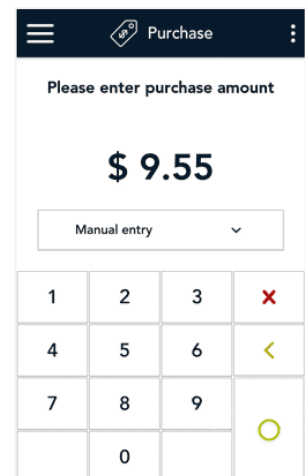 Purchase
Please enter purchase amount
$ 9.55
Manual entry
1 2 3
4 5 6
7 8 9
0